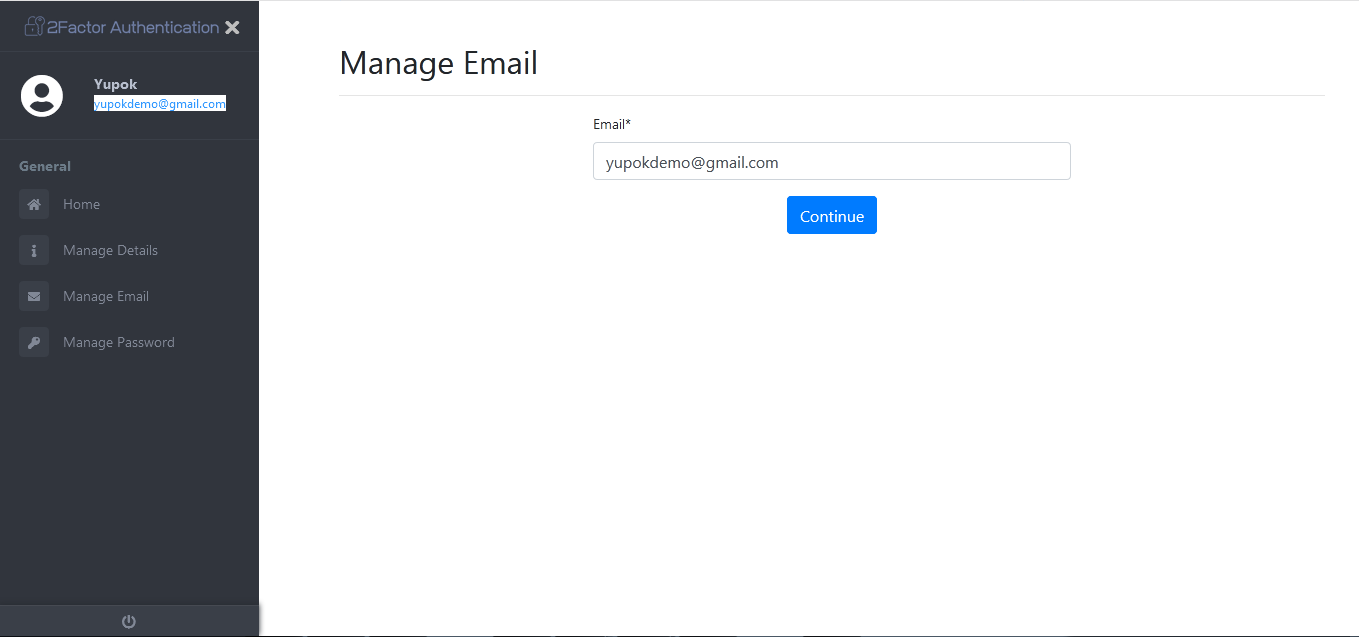 2Factor Authentication
Yupok
yupokdemo@gmail.com
General
Home
Manage Details
Manage Email
Manage Password
Manage Email
Email*
yupokdemo@gmail.com
Continue